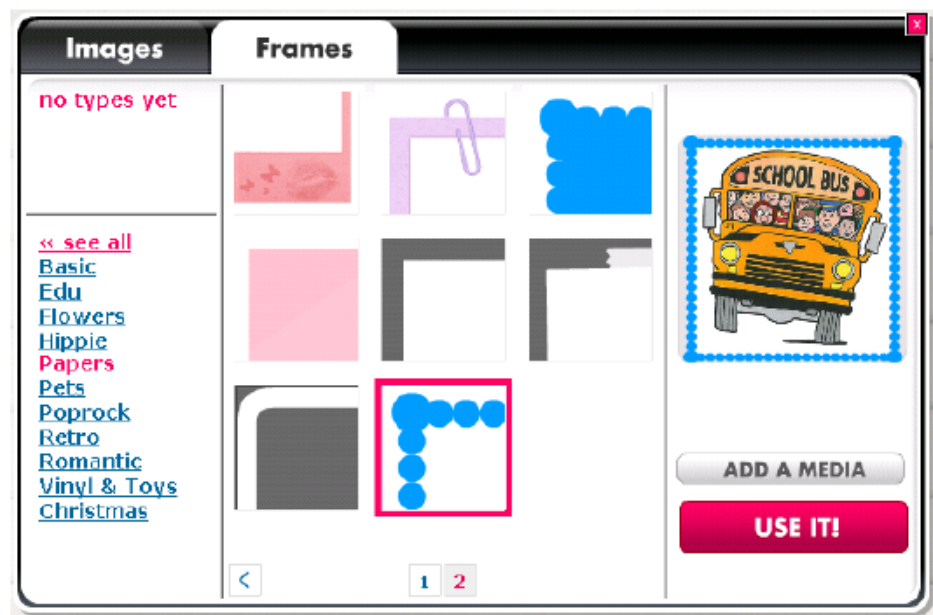 Images
Frames
x
no types yet
‹‹ see all
Basic
Edu
Flowers
Hippie
Papers
Pets
Poprock
Retro
Romantic
Vinyl & Toys
Christmas
<
1 2
SCHOOL BUS
ADD A MEDIA
USE IT!